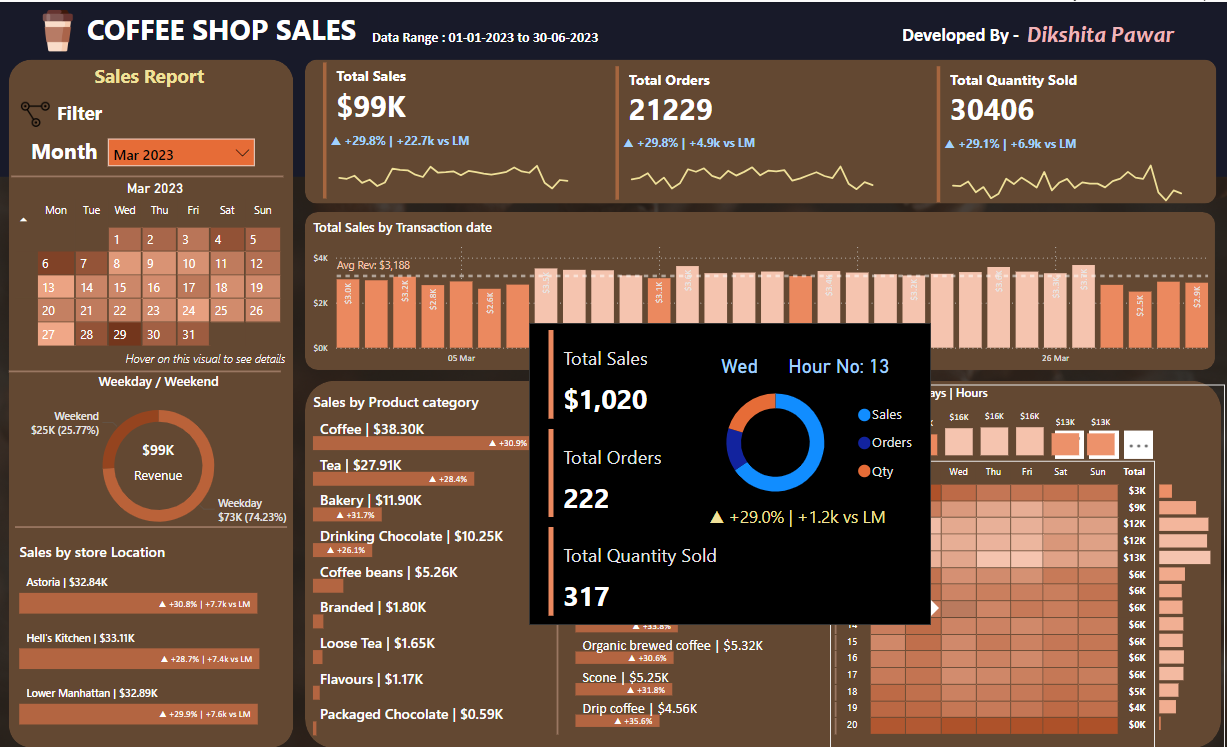 COFFEE SHOP SALES
Data Range : 01-01-2023 to 30-06-2023
Developed By - Dikshita Pawar
Sales Report
Filter
Month
Mar 2023
Mar 2023
Mon Tue Wed Thu Fri Sat Sun
1 2 3 4 5
6 7 8 9 10 11 12
13 14 15 16 17 18 19
20 21 22 23 24 25 26
27 28 29 30 31
Hover on this visual to see details
Weekday / Weekend
Weekend
$25K (25.77%)
$99K
Revenue
Weekday
$73K (74.23%)
Sales by store Location
Astoria | $32.84K
▲ +30.8% | +7.7k vs LM
Hell's Kitchen | $33.11K
▲ +28.7% | +7.4k vs LM
Lower Manhattan | $32.89K
▲ +29.9% | +7.6k vs LM
Total Sales
$99K
▲ +29.8% | +22.7k vs LM
Total Orders
21229
▲ +29.8% | +4.9k vs LM
Total Quantity Sold
30406
▲ +29.1% | +6.9k vs LM
Total Sales by Transaction date
$4K
Avg Rev: $3,188
$2K
$0K
$3.0K
$3.2K
$2.8K
$2.6K
$3.1K
$2.5K
$2.9K
05 Mar
26 Mar
Sales by Product category
Coffee | $38.30K
▲ +30.9%
Tea | $27.91K
▲ +28.4%
Bakery | $11.90K
▲ +31.7%
Drinking Chocolate | $10.25K
▲ +26.1%
Coffee beans | $5.26K
Branded | $1.80K
Loose Tea | $1.65K
Flavours | $1.17K
Packaged Chocolate | $0.59K
Total Sales
$1,020
Total Orders
222
Total Quantity Sold
317
Wed Hour No: 13
Sales
Orders
Qty
▲ +29.0% | +1.2k vs LM
▲ +33.8%
Organic brewed coffee | $5.32K
▲ +30.6%
Scone | $5.25K
▲ +31.8%
Drip coffee | $4.56K
▲ +35.6%
| Hours
$16K $16K $16K $13K $13K
Wed Thu Fri Sat Sun Total
$3K
$9K
$12K
$12K
$13K
$6K
$6K
$6K
14 $6K
15 $6K
16 $6K
17 $6K
18 $5K
19 $4K
20 $0K